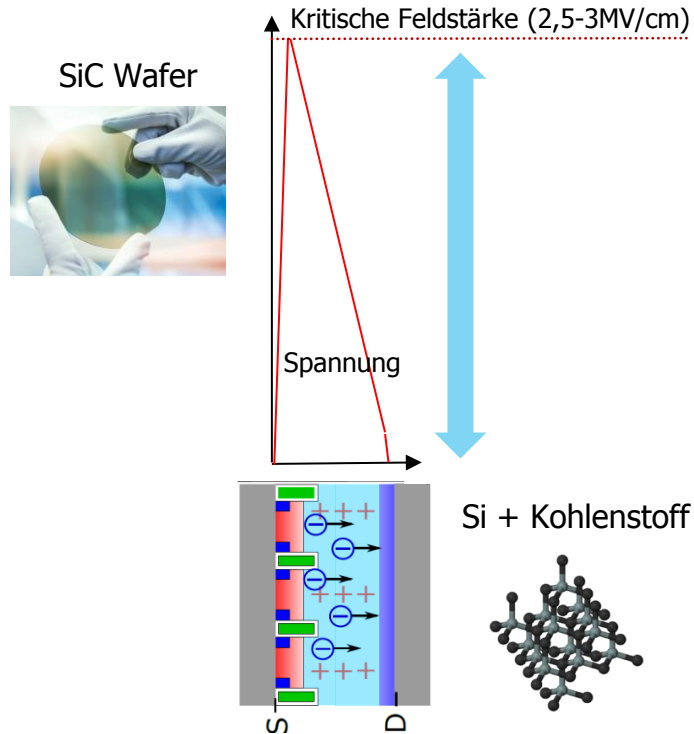 Kritische Feldstärke (2,5-3MV/cm)
SiC Wafer
Spannung
Si + Kohlenstoff
S
D